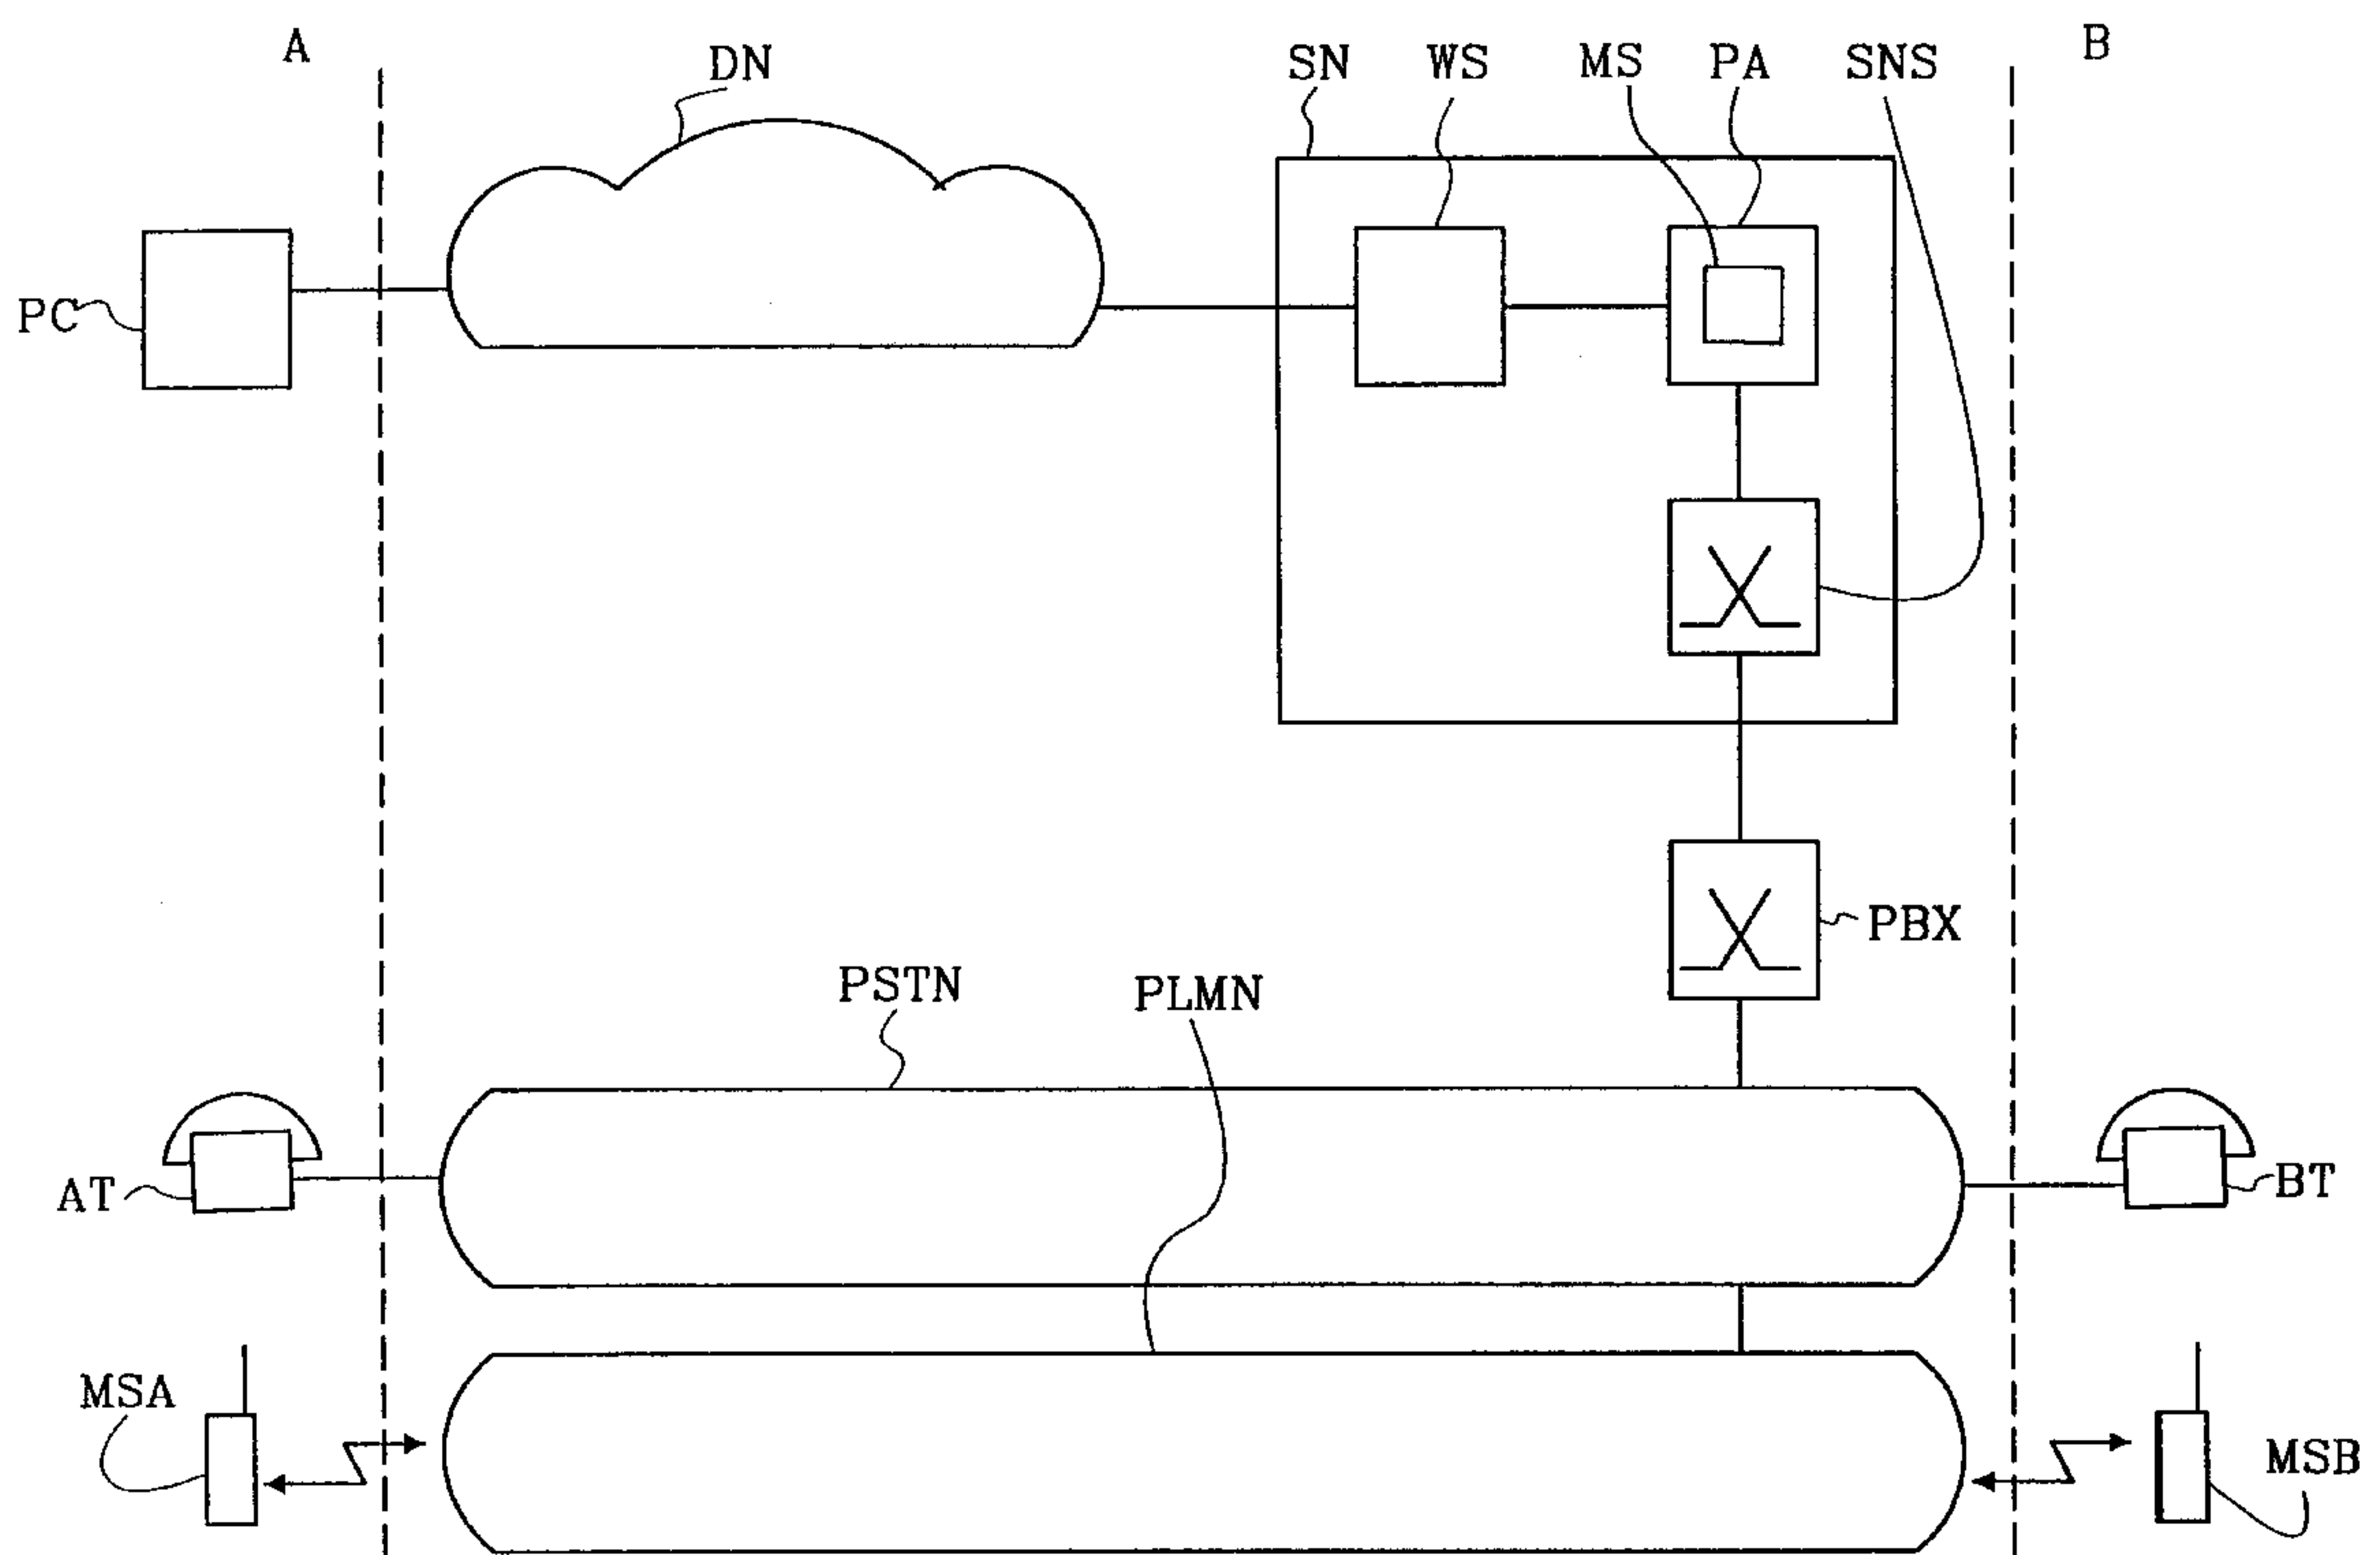 A
DN
SN WS MS PA SNS
B
PC
PBX
PSTN
PLMN
AT
BT
MSA
MSB